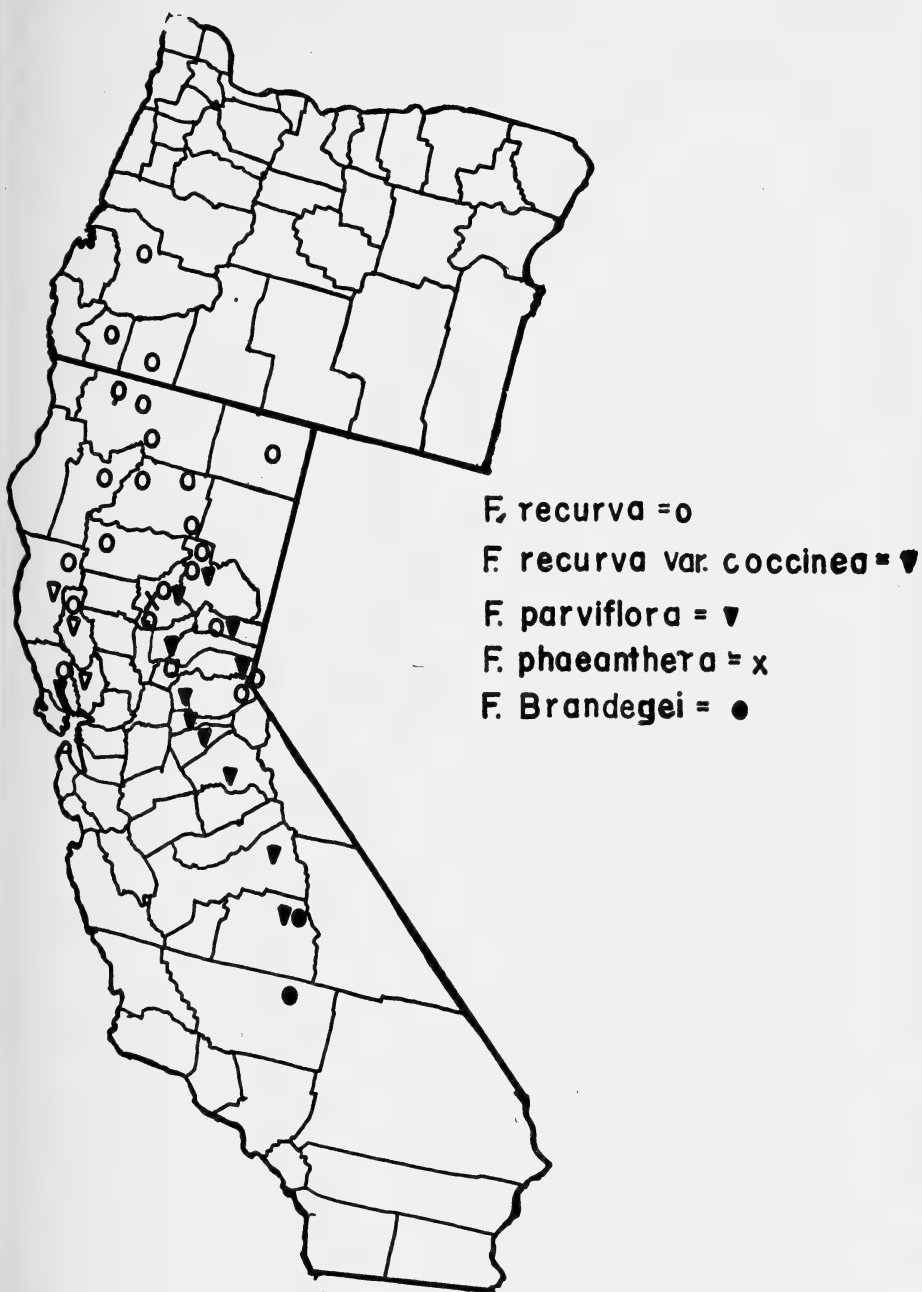 F. recurva = o
F. recurva var. coccinea = ▼
F. parviflora = ▼
F. phaeanthera = x
F. Brandegei = ●